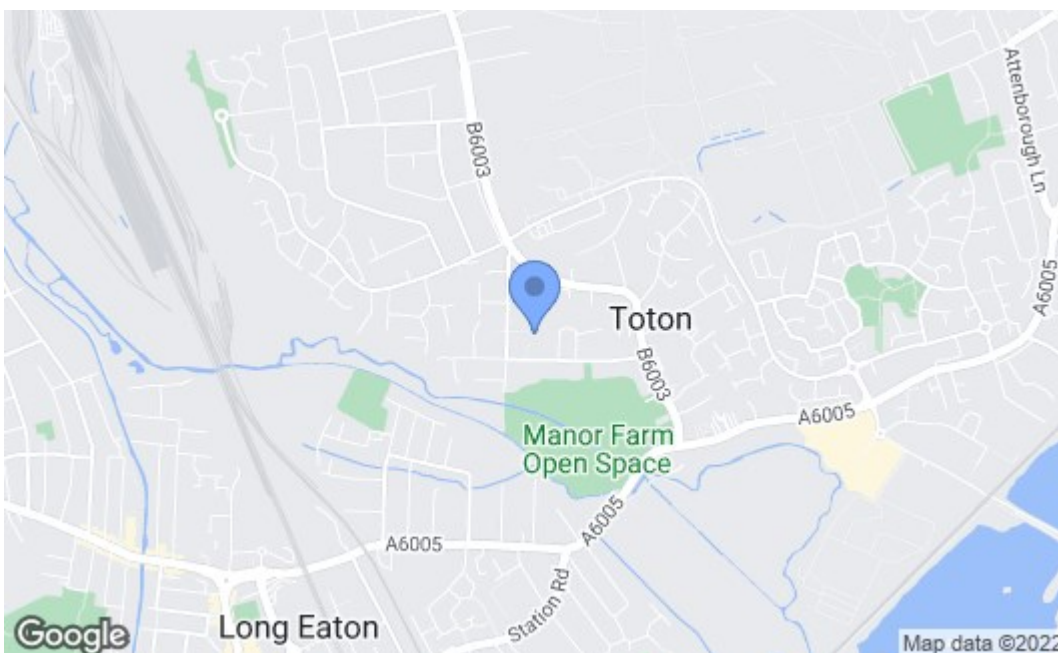 B6003
Attenborough Ln
A6005
Toton
B6003
A6005
Manor Farm
Open Space
A6005
A6005
Station Rd
Long Eaton
Google
Map data ©2022